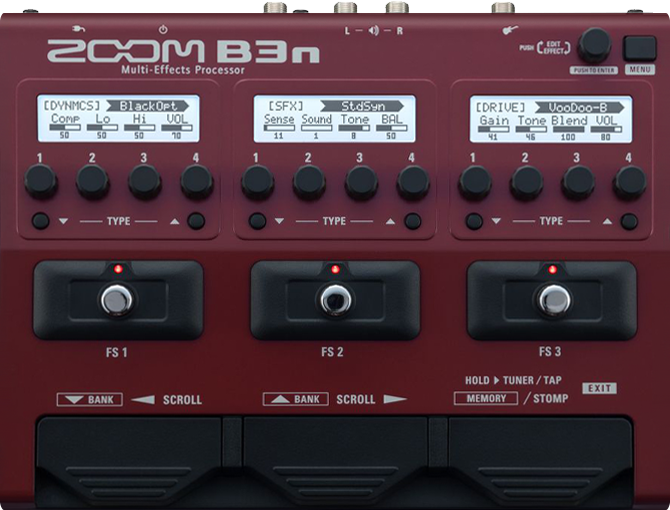 L R
ZOOM B3n
Multi-Effects Processor
PUSH EDIT EFFECT
PUSH TO ENTER
MENU
[DYNMCS] BlackOpt
Comp Lo Hi VOL
50 50 50 70
[SFX] StdSyn
Sense Sound Tone BAL
11 1 8 50
[DRIVE] VooDoo-B
Gain Tone Blend VOL
41 46 100 80
1 2 3 4
1 2 3 4
1 2 3 4
TYPE
TYPE
TYPE
FS 1
FS 2
FS 3
BANK SCROLL
BANK SCROLL
HOLD TUNER / TAP
MEMORY / STOMP
EXIT